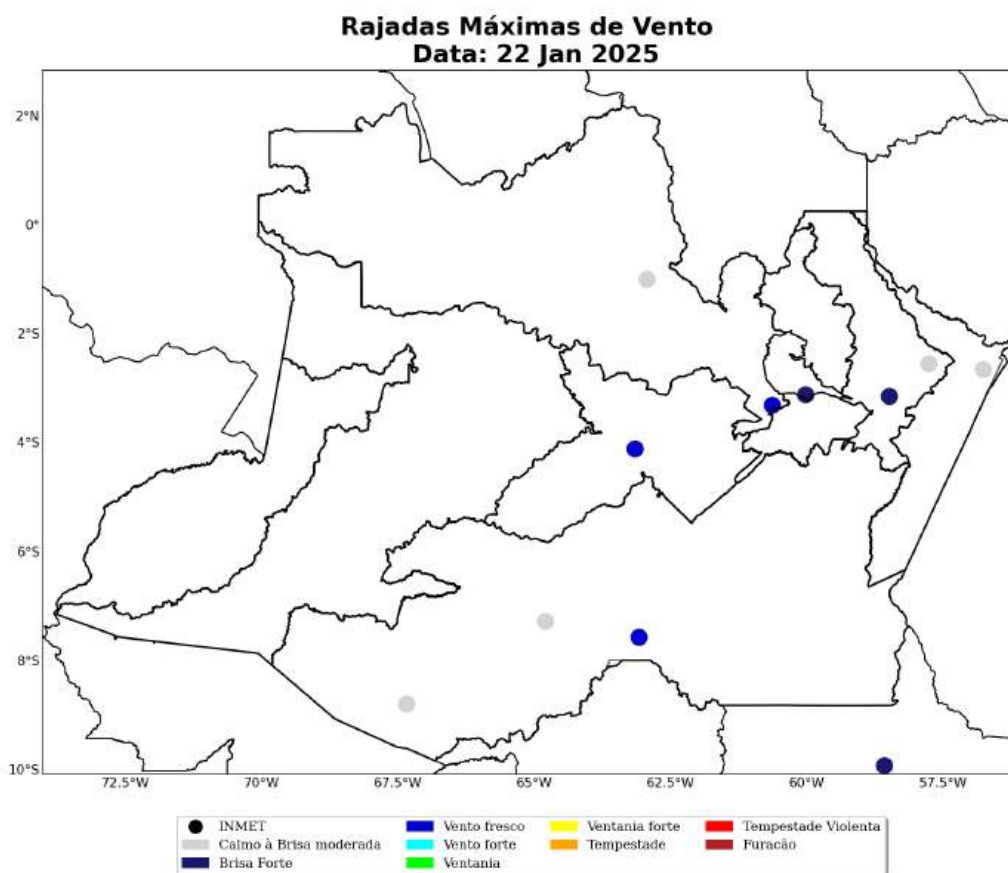 Rajadas Máximas de Vento
Data: 22 Jan 2025
2°N
0°
2°S
4°S
6°S
8°S
10°S
72.5°W 70°W 67.5°W 65°W 62.5°W 60°W 57.5°W
INMET Vento fresco Ventania forte Tempestade Violenta
Calmo à Brisa moderada Vento forte Tempestade Furacão
Brisa Forte Ventania